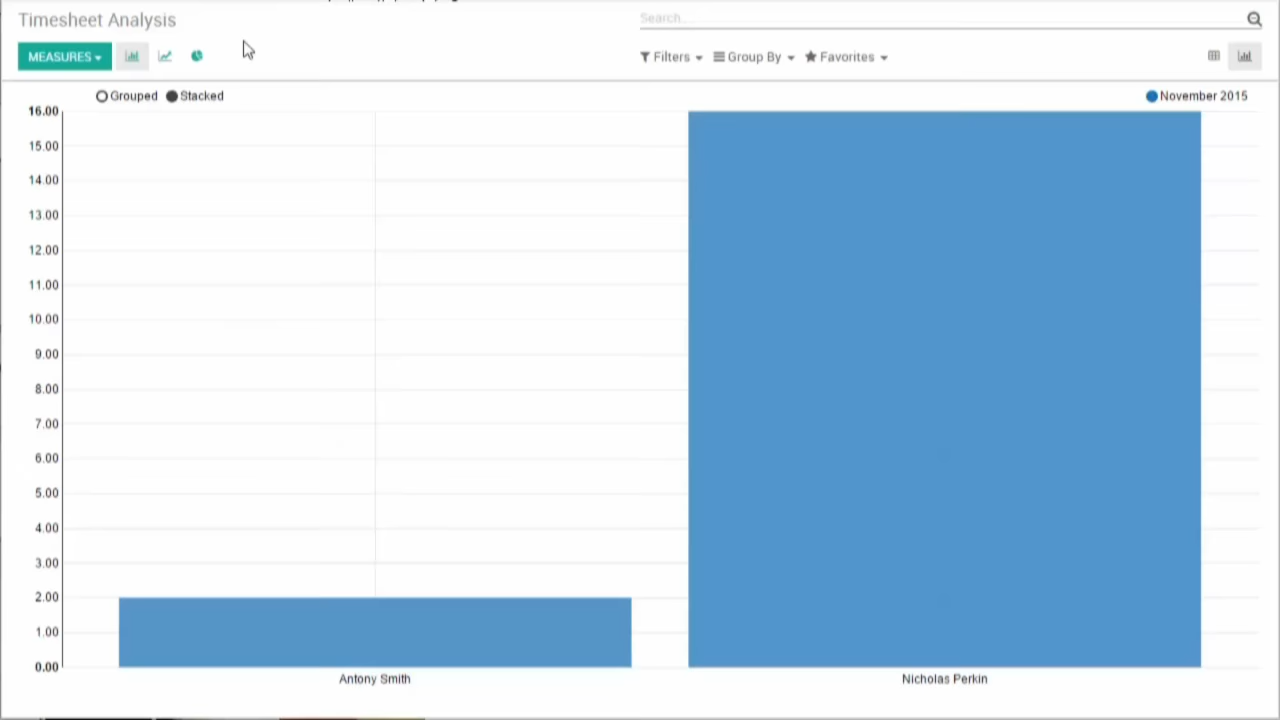 Timesheet Analysis
Search...
MEASURES
Filters
Group By
Favorites
Grouped
Stacked
November 2015
16.00
15.00
14.00
13.00
12.00
11.00
10.00
9.00
8.00
7.00
6.00
5.00
4.00
3.00
2.00
1.00
0.00
Antony Smith
Nicholas Perkin